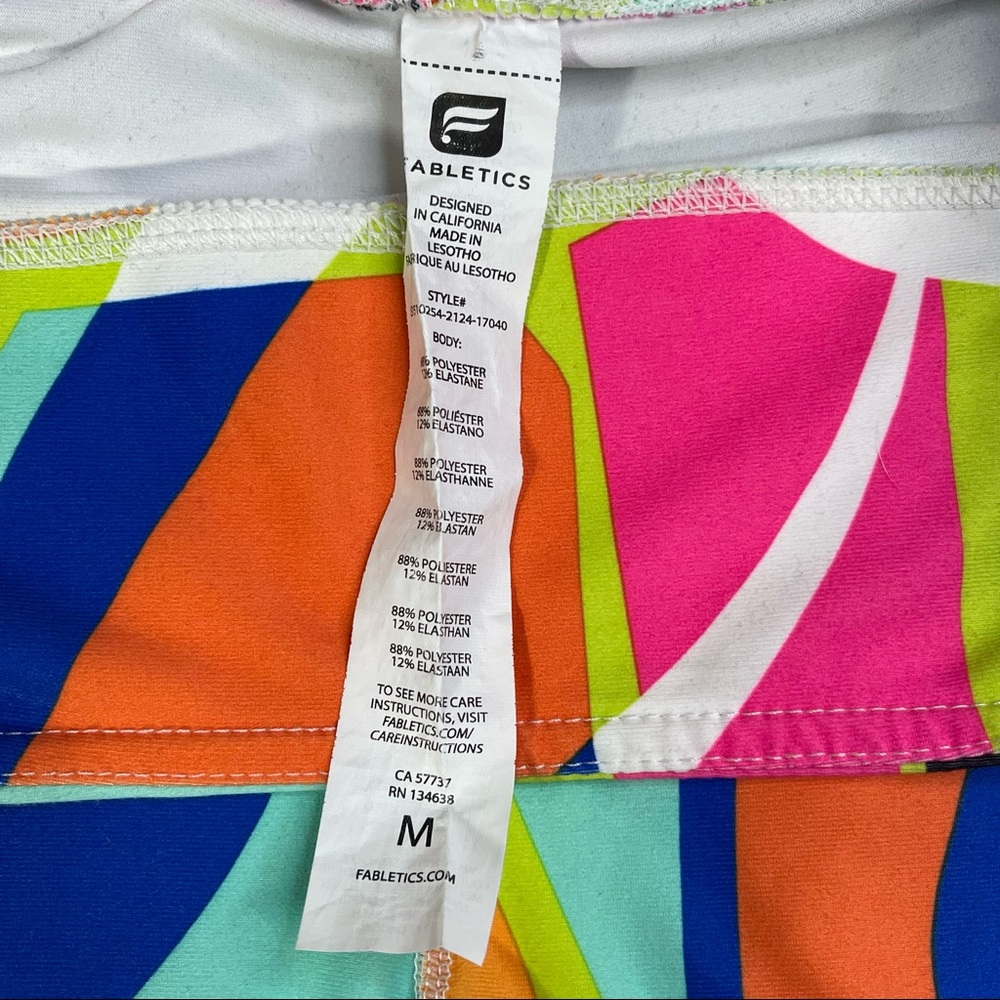 ABLETICS
DESIGNED
IN CALIFORNIA
MADE IN
LESOTHO
AU LESOTHO
STYLE#
BODY:
POLYESTER
ELASTANE
88% POLIÉSTER
12% ELASTANO
88% POLYESTER
12% ELASTHANNE
88% POLYESTER
12% ELASTAN
88% POLIESTERE
12% ELASTAN
88% POLYESTER
12% ELASTHAN
88% POLYESTER
12% ELASTAAN
TO SEE MORE CARE
INSTRUCTIONS, VISIT
FABLETICS.COM/
CAREINSTRUCTIONS
CA 57737
RN 134638
M
FABLETICS.COM